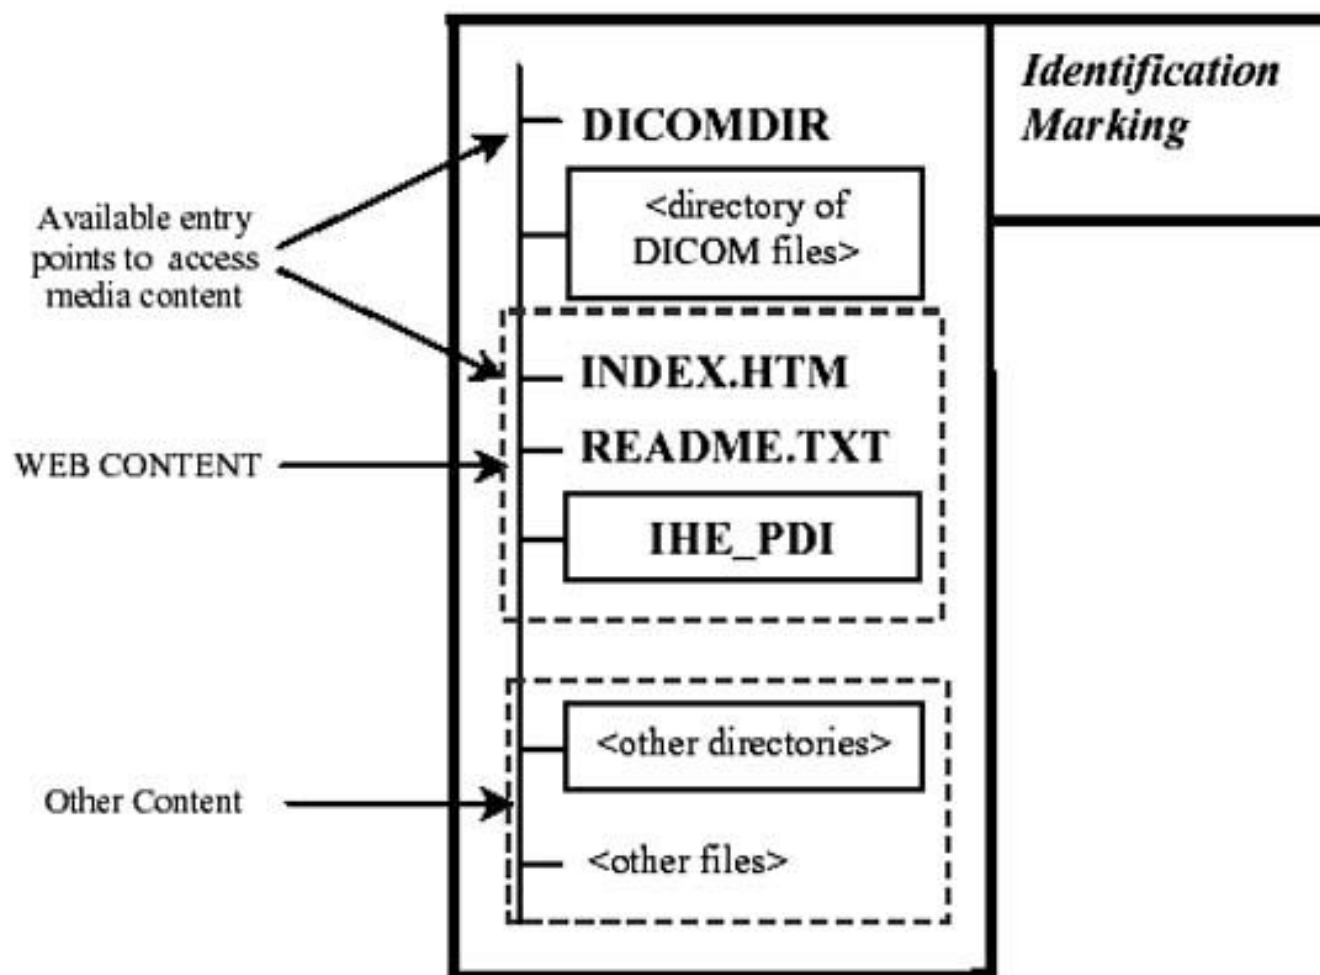 Identification
Marking
DICOMDIR
<directory of
DICOM files>
Available entry
points to access
media content
INDEX.HTM
README.TXT
WEB CONTENT
IHE_PDI
<other directories>
Other Content
<other files>